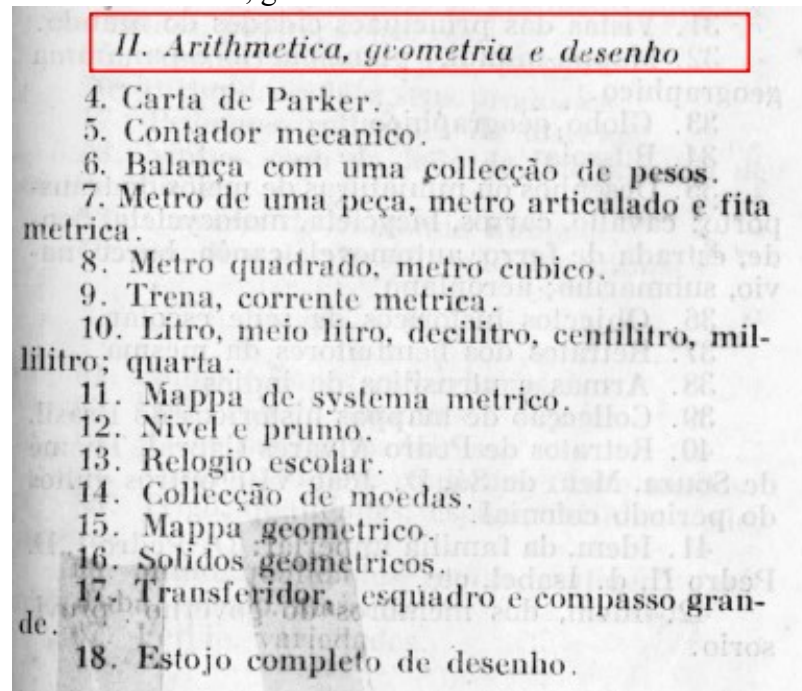 II. Arithmetica, geometria e desenho
4. Carta de Parker.
5. Contador mecanico.
6. Balança com uma collecção de pesos.
7. Metro de uma peça, metro articulado e fita
metrica.
8. Metro quadrado, metro cubico.
9. Trena, corrente metrica.
10. Litro, meio litro, decilitro, centilitro, mil-
lilitro, quarta.
11. Mappa de systema metrico.
12. Nivel e prumo.
13. Relogio escolar.
14. Collecção de moedas.
15. Mappa geometrico.
16. Solidos geometricos.
17. Transferidor, esquadro e compasso gran-
de.
18. Estojo completo de desenho.